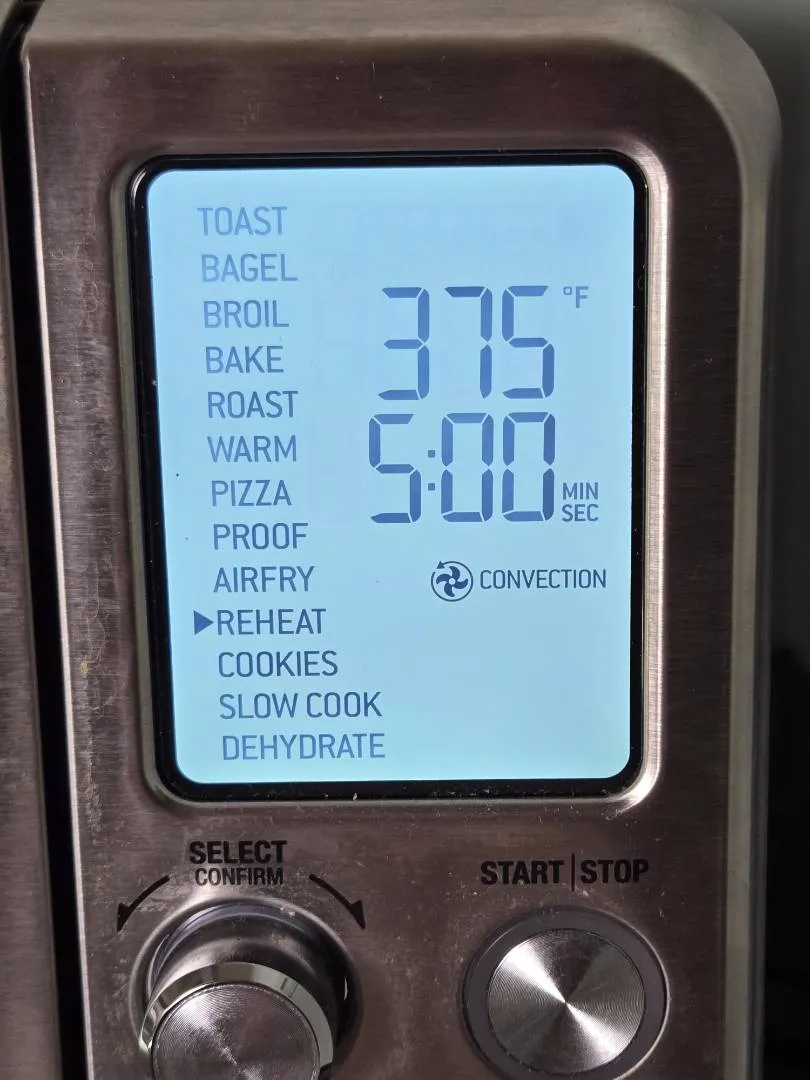 TOAST
BAGEL
BROIL
BAKE
ROAST
WARM
PIZZA
PROOF
AIRFRY
REHEAT
COOKIES
SLOW COOK
DEHYDRATE
375 °F
5:00 MIN
SEC
CONVECTION
SELECT
CONFIRM
START|STOP